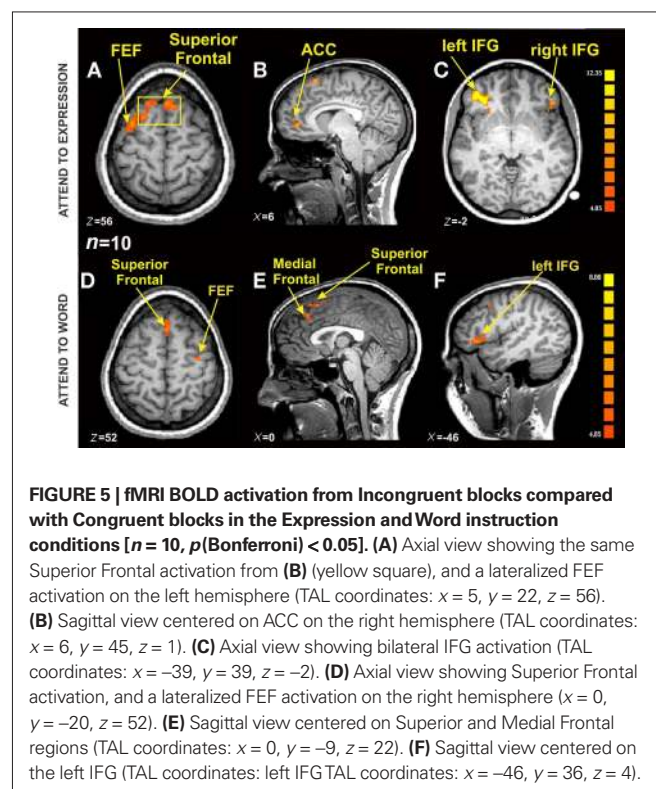 ATTEND TO EXPRESSION
FEF
Superior
Frontal
A
Z=56
ACC
B
X=6
left IFG
right IFG
C
Z=-2
12.35
4.85
n=10
ATTEND TO WORD
Superior
Frontal
D
FEF
Z=52
Medial
Frontal
Superior
Frontal
E
X=0
left IFG
F
X=-46
8.08
4.85
FIGURE 5 | fMRI BOLD activation from Incongruent blocks compared
with Congruent blocks in the Expression and Word instruction
conditions [n = 10, p(Bonferroni) < 0.05]. (A) Axial view showing the same
Superior Frontal activation from (B) (yellow square), and a lateralized FEF
activation on the left hemisphere (TAL coordinates: x = 5, y = 22, z = 56).
(B) Sagittal view centered on ACC on the right hemisphere (TAL coordinates:
x = 6, y = 45, z = 1). (C) Axial view showing bilateral IFG activation (TAL
coordinates: x = –39, y = 39, z = –2). (D) Axial view showing Superior Frontal
activation, and a lateralized FEF activation on the right hemisphere (x = 0,
y = –20, z = 52). (E) Sagittal view centered on Superior and Medial Frontal
regions (TAL coordinates: x = 0, y = –9, z = 22). (F) Sagittal view centered on
the left IFG (TAL coordinates: left IFG TAL coordinates: x = –46, y = 36, z = 4).